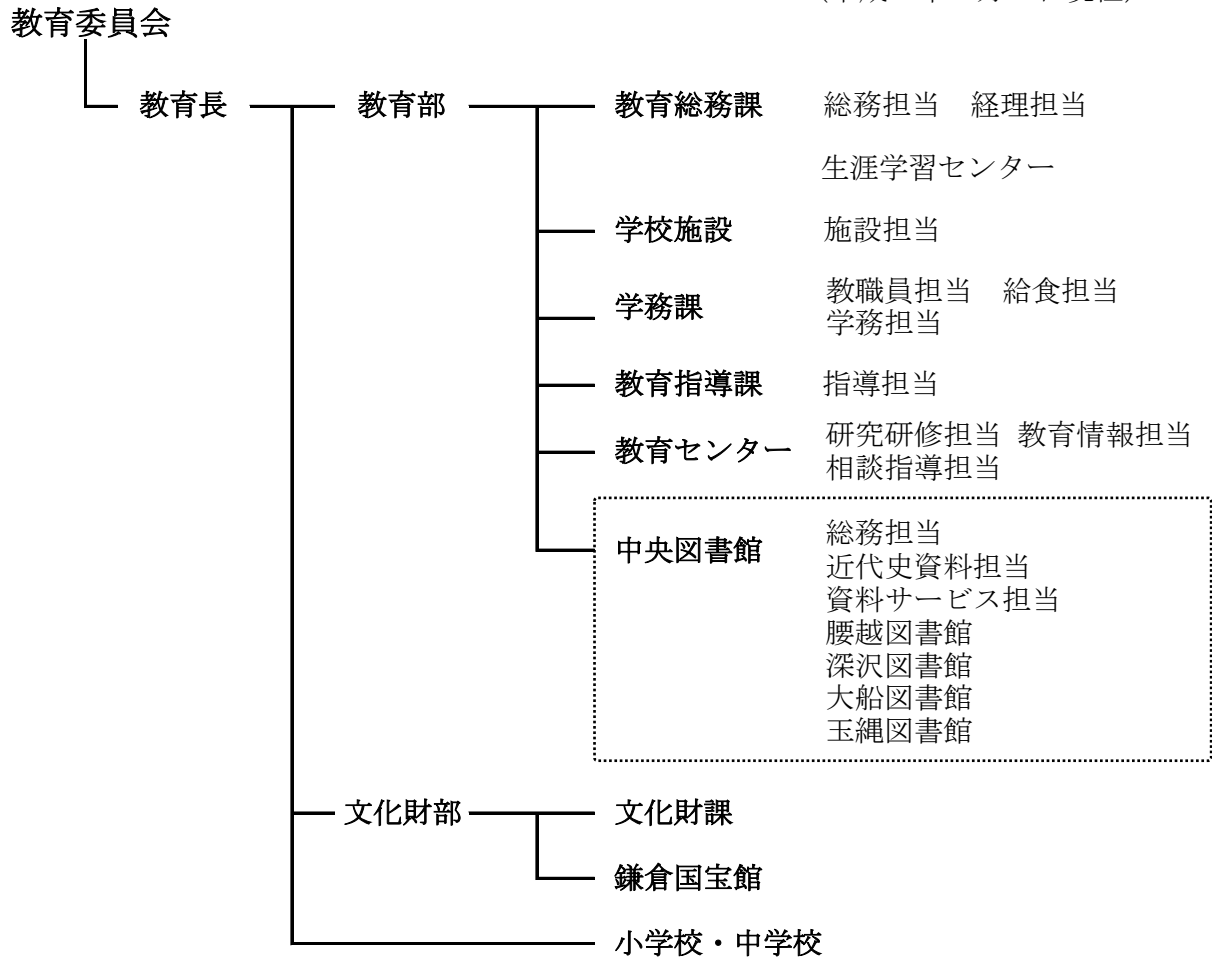 教育委員会
教育長 教育部 教育総務課 総務担当 経理担当
生涯学習センター
学校施設 施設担当
学務課 教職員担当 給食担当
学務担当
教育指導課 指導担当
教育センター 研究研修担当 教育情報担当
相談指導担当
中央図書館 総務担当
近代史資料担当
資料サービス担当
腰越図書館
深沢図書館
大船図書館
玉縄図書館
文化財部 文化財課
鎌倉国宝館
小学校・中学校